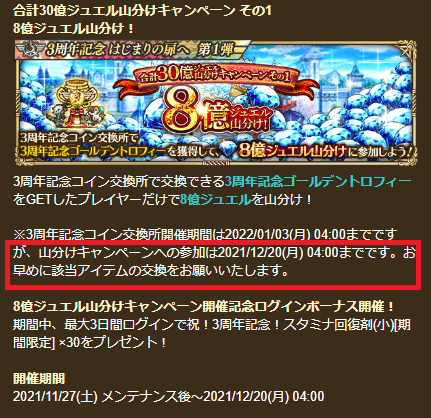 合計30億ジュエル山分けキャンペーン その1
8億ジュエル山分け！
3周年記念 はじまりの扉へ 第1弾
合計30億ジュエル山分けキャンペーンその1
8億ジュエル山分け!
3周年記念コイン交換所で
3周年記念ゴールデントロフィーを獲得して、
8億ジュエル山分けに参加しよう!
3周年記念コイン交換所で交換できる3周年記念ゴールデントロフィー
をGETしたプレイヤーだけで8億ジュエルを山分け！
※3周年記念コイン交換所開催期間は2022/01/03(月) 04:00までです
が、山分けキャンペーンへの参加は2021/12/20(月) 04:00までです。お
早めに該当アイテムの交換をお願いいたします。
8億ジュエル山分けキャンペーン開催記念ログインボーナス開催！
期間中、最大3日間ログインで祝！3周年記念！スタミナ回復剤(小)[期
間限定] ×30をプレゼント！
開催期間
2021/11/27(土) メンテナンス後～2021/12/20(月) 04:00